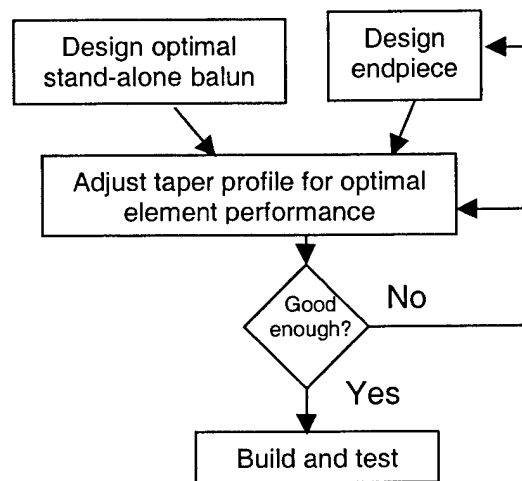 Design optimal
stand-alone balun
Design
endpiece
Adjust taper profile for optimal
element performance
Good
enough?
No
Yes
Build and test